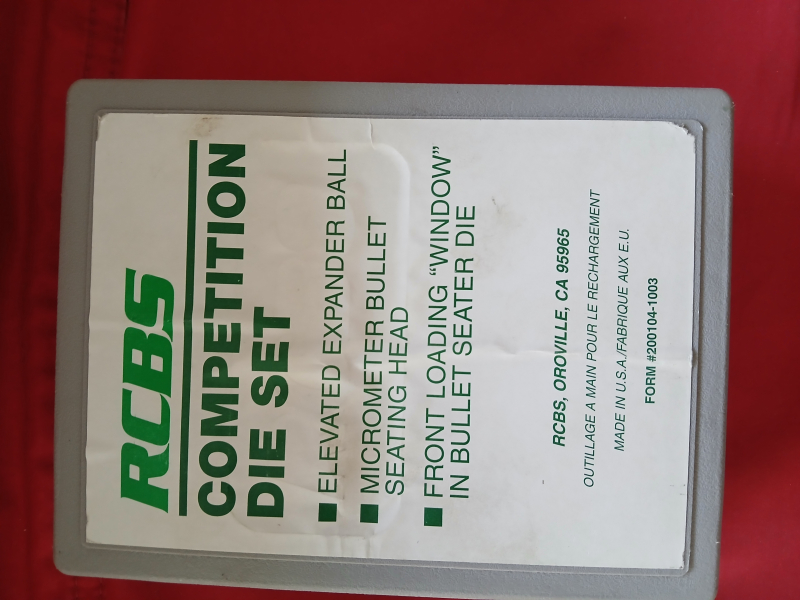 RCBS
COMPETITION
DIE SET
■ ELEVATED EXPANDER BALL
■ MICROMETER BULLET
SEATING HEAD
■ FRONT LOADING “WINDOW”
IN BULLET SEATER DIE
RCBS, OROVILLE, CA 95965
OUTILLAGE A MAIN POUR LE RECHARGEMENT
MADE IN U.S.A./FABRIQUE AUX E.U.
FORM #200104-1003